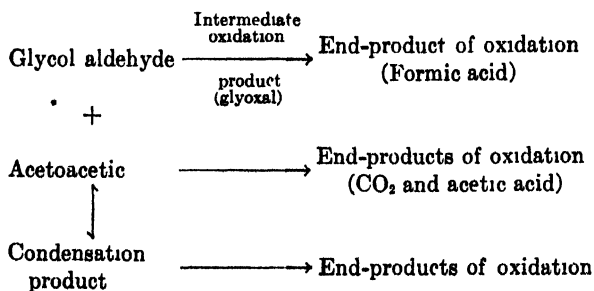 Intermediate
oxidation
Glycol aldehyde
End-product of oxidation
product
(Formic acid)
(glyoxal)
+
Acetoacetic
End-products of oxidation
(CO₂ and acetic acid)
Condensation
product
End-products of oxidation